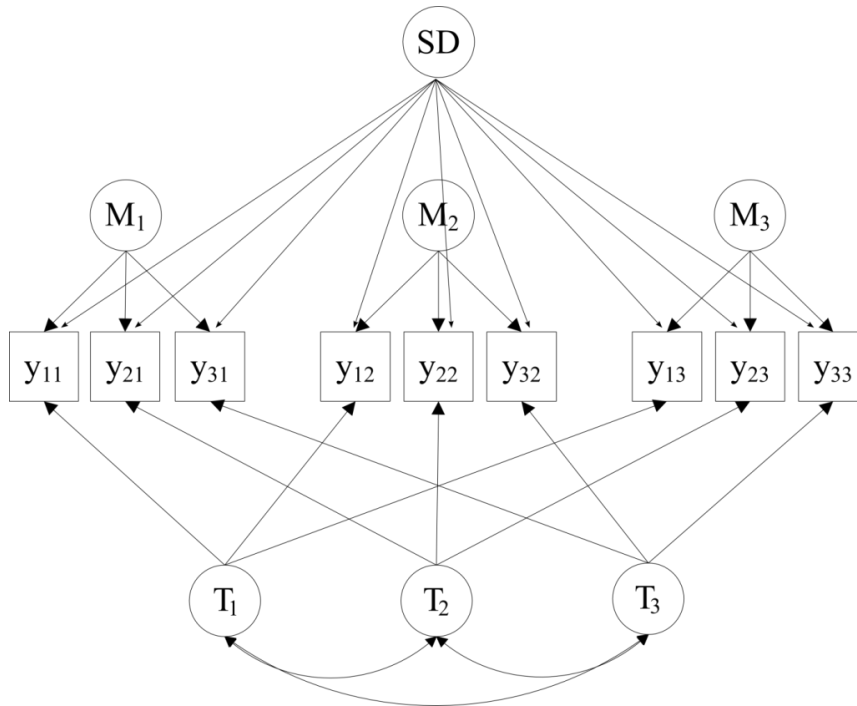 SD
M₁ M₂ M₃
y₁₁ y₂₁ y₃₁ y₁₂ y₂₂ y₃₂ y₁₃ y₂₃ y₃₃
T₁ T₂ T₃